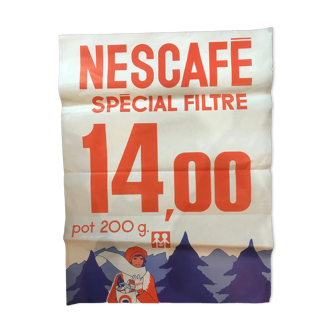 NESCAFÉ
SPÉCIAL FILTRE
14,00
pot 200 g.